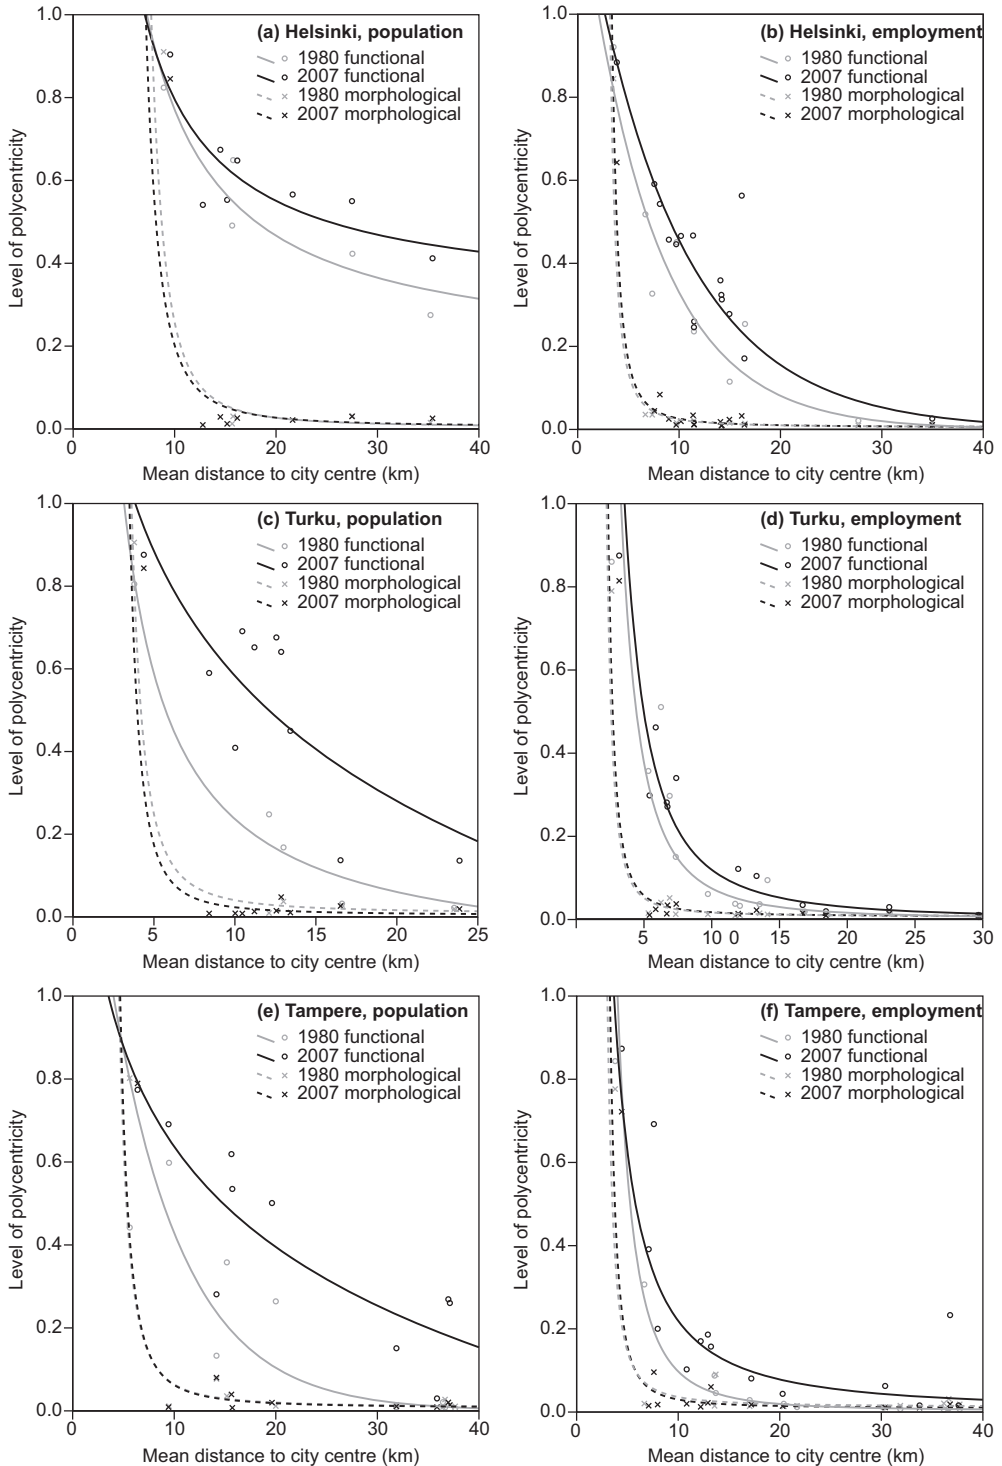 (a) Helsinki, population
1980 functional
2007 functional
1980 morphological
2007 morphological
Level of polycentricity
1.0
0.8
0.6
0.4
0.2
0.0
0 10 20 30 40
Mean distance to city centre (km)
(b) Helsinki, employment
1980 functional
2007 functional
1980 morphological
2007 morphological
Level of polycentricity
1.0
0.8
0.6
0.4
0.2
0.0
0 10 20 30 40
Mean distance to city centre (km)
(c) Turku, population
1980 functional
2007 functional
1980 morphological
2007 morphological
Level of polycentricity
1.0
0.8
0.6
0.4
0.2
0.0
0 5 10 15 20 25
Mean distance to city centre (km)
(d) Turku, employment
1980 functional
2007 functional
1980 morphological
2007 morphological
Level of polycentricity
1.0
0.8
0.6
0.4
0.2
0.0
5 10 0 15 20 25 30
Mean distance to city centre (km)
(e) Tampere, population
1980 functional
2007 functional
1980 morphological
2007 morphological
Level of polycentricity
1.0
0.8
0.6
0.4
0.2
0.0
0 10 20 30 40
Mean distance to city centre (km)
(f) Tampere, employment
1980 functional
2007 functional
1980 morphological
2007 morphological
Level of polycentricity
1.0
0.8
0.6
0.4
0.2
0.0
0 10 20 30 40
Mean distance to city centre (km)